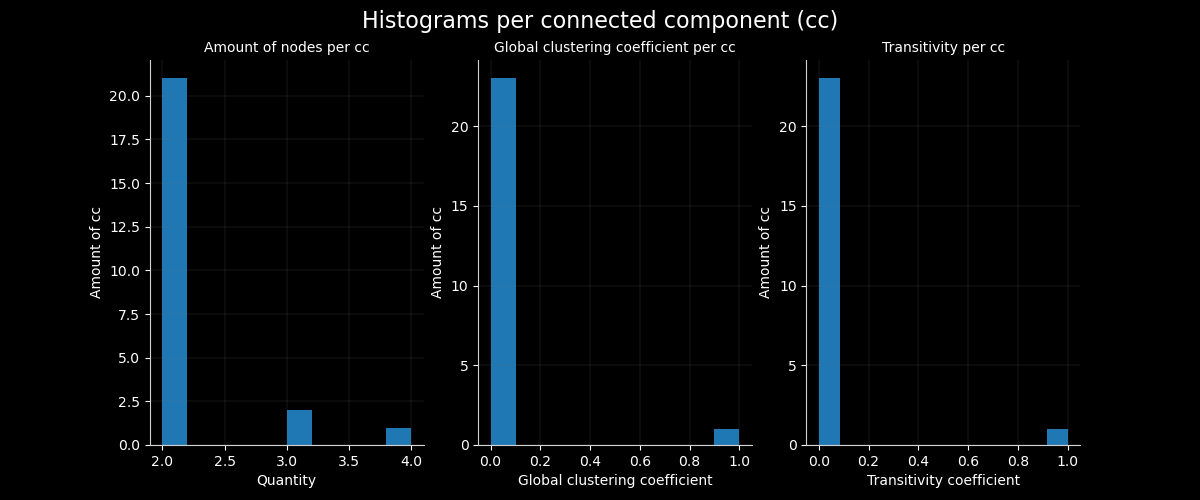 Histograms per connected component (cc)
Amount of nodes per cc
20.0
17.5
15.0
12.5
10.0
7.5
5.0
2.5
0.0
Amount of cc
2.0 2.5 3.0 3.5 4.0
Quantity
Global clustering coefficient per cc
20
15
10
5
0
Amount of cc
0.0 0.2 0.4 0.6 0.8 1.0
Global clustering coefficient
Transitivity per cc
20
15
10
5
0
Amount of cc
0.0 0.2 0.4 0.6 0.8 1.0
Transitivity coefficient